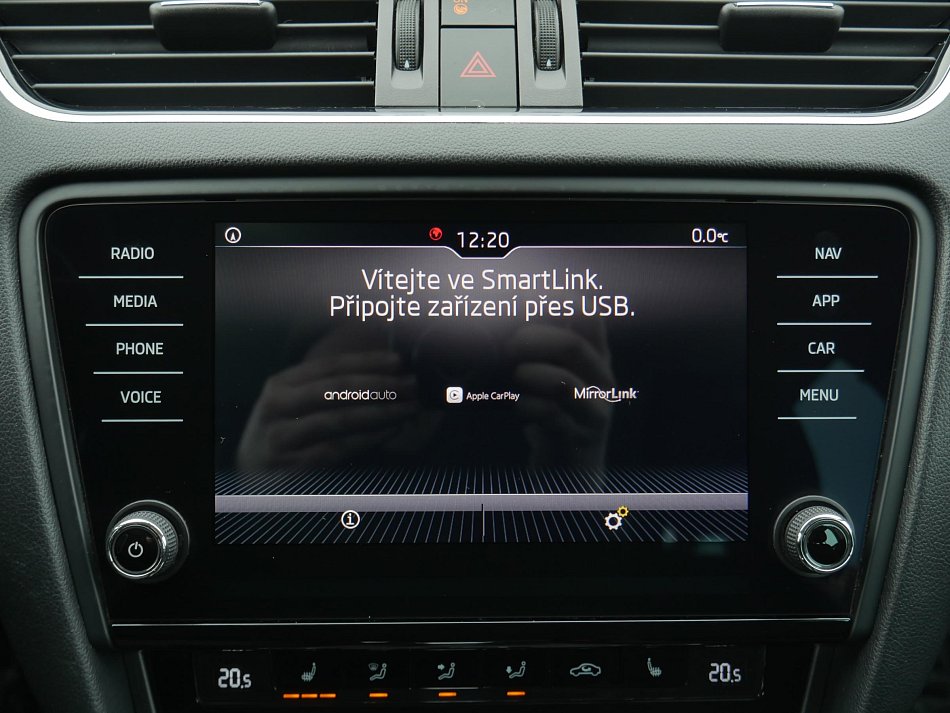 12:20
0.0°C
Vítejte ve SmartLink.
Připojte zařízení přes USB.
androidauto
Apple CarPlay
MirrorLink
RADIO
MEDIA
PHONE
VOICE
NAV
APP
CAR
MENU
20.5
20.5